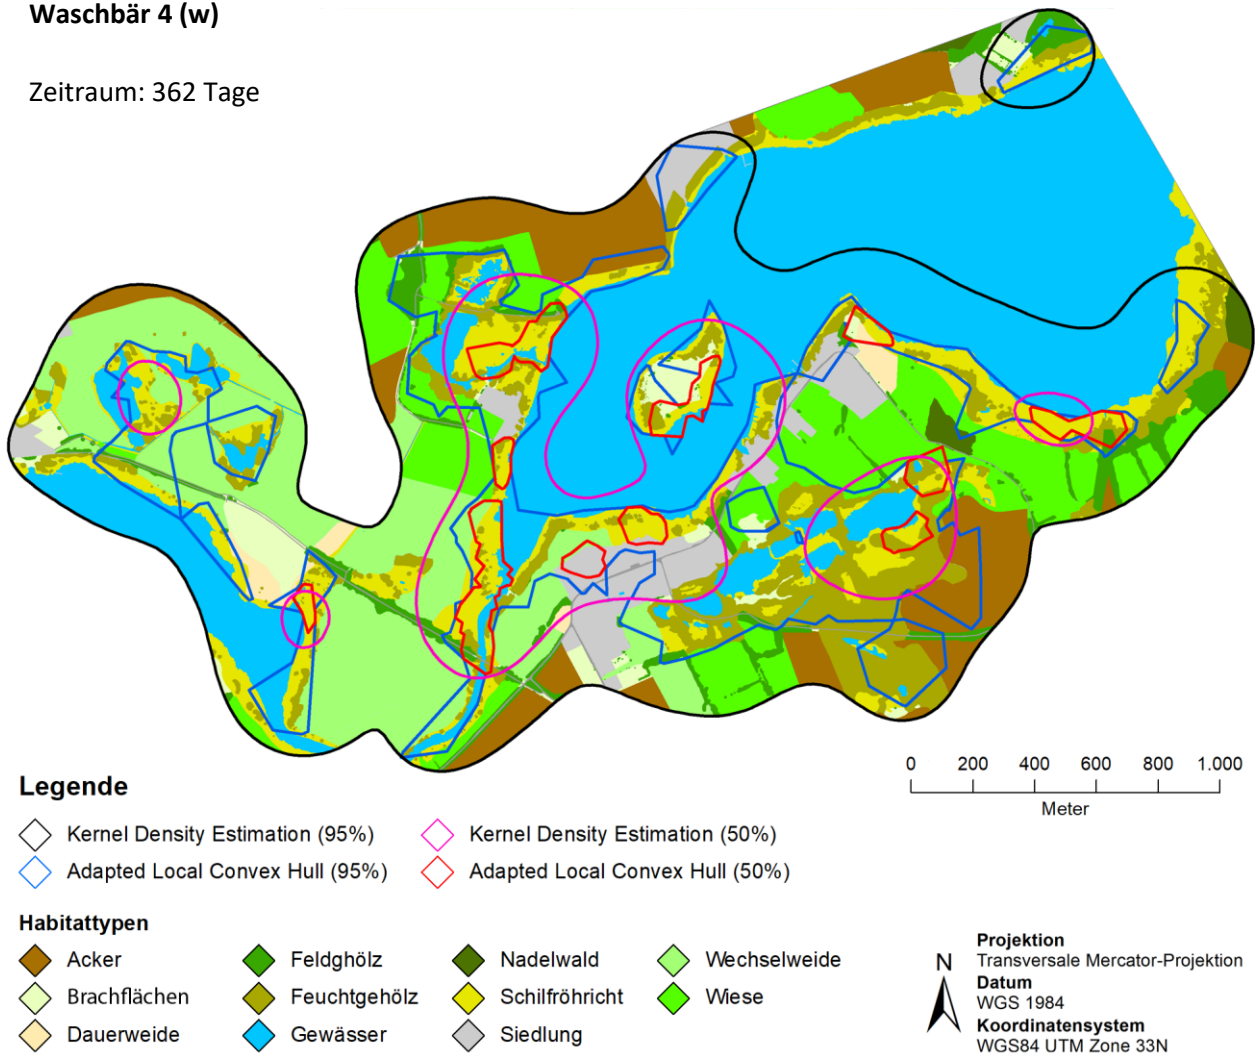 Waschbär 4 (w)
Zeitraum: 362 Tage
0 200 400 600 800 1.000
Meter
Legende
Kernel Density Estimation (95%)
Kernel Density Estimation (50%)
Adapted Local Convex Hull (95%)
Adapted Local Convex Hull (50%)
Habitattypen
Acker
Feldghölz
Nadelwald
Wechselweide
Brachflächen
Feuchtgehölz
Schilfröhricht
Wiese
Dauerweide
Gewässer
Siedlung
N
Projektion
Transversale Mercator-Projektion
Datum
WGS 1984
Koordinatensystem
WGS84 UTM Zone 33N